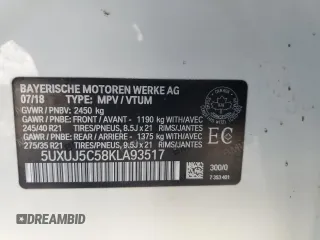 BAYERISCHE MOTOREN WERKE AG
07/18 TYPE: MPV / VTUM
GVWR / PNBV: 2450 kg
GAWR / PNBE: FRONT / AVANT - 1190 kg WITH/AVEC
245/40 R21 TIRES/PNEUS, 8.5J x 21 RIMS/JANTES
GAWR / PNBE: REAR / ARRIERE - 1375 kg WITH/AVEC
275/35 R21 TIRES/PNEUS, 9.5J x 21 RIMS/JANTES
5UXUJ5C58KLA93517
EC
300/0